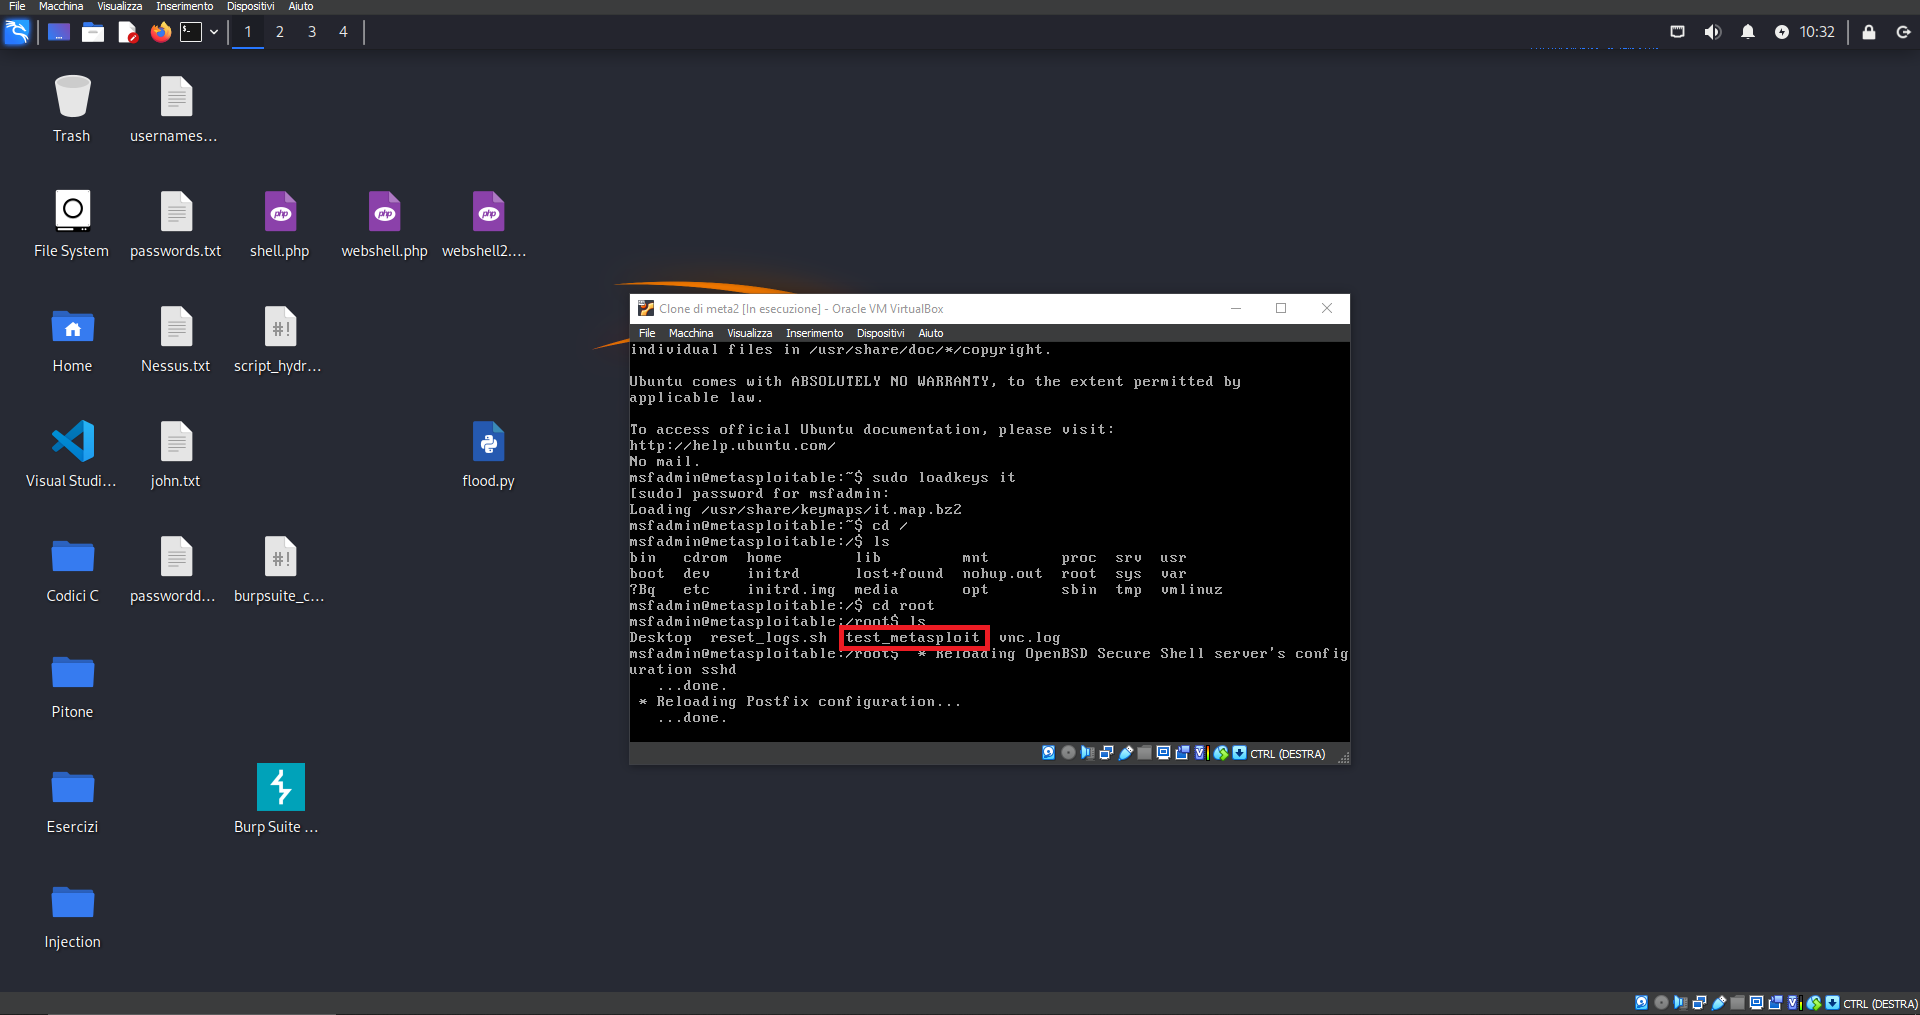 File Macchina Visualizza Inserimento Dispositivi Aiuto
1 2 3 4
10:32
Trash
usernames...
File System
passwords.txt
php
shell.php
php
webshell.php
php
webshell2....
Home
Nessus.txt
#!
script_hydr...
Visual Studi...
john.txt
flood.py
Codici C
passwordd...
#!
burpsuite_c...
Pitone
Esercizi
Burp Suite ...
Injection
Clone di meta2 [In esecuzione] - Oracle VM VirtualBox
File Macchina Visualizza Inserimento Dispositivi Aiuto
individual files in /usr/share/doc/*/copyright.
Ubuntu comes with ABSOLUTELY NO WARRANTY, to the extent permitted by
applicable law.
To access official Ubuntu documentation, please visit:
http://help.ubuntu.com/
No mail.
msfadmin@metasploitable:~$ sudo loadkeys it
[sudo] password for msfadmin:
Loading /usr/share/keymaps/it.map.bz2
msfadmin@metasploitable:~$ cd /
msfadmin@metasploitable:/$ ls
bin cdrom home lib mnt proc srv usr
boot dev initrd lost+found nohup.out root sys var
?Bq etc initrd.img media opt sbin tmp vmlinuz
msfadmin@metasploitable:/$ cd root
msfadmin@metasploitable:/root$ ls
Desktop reset_logs.sh test_metasploit vnc.log
msfadmin@metasploitable:/root$ * Reloading OpenBSD Secure Shell server's config
uration sshd
...done.
* Reloading Postfix configuration...
...done.
CTRL (DESTRA)
CTRL (DESTRA)